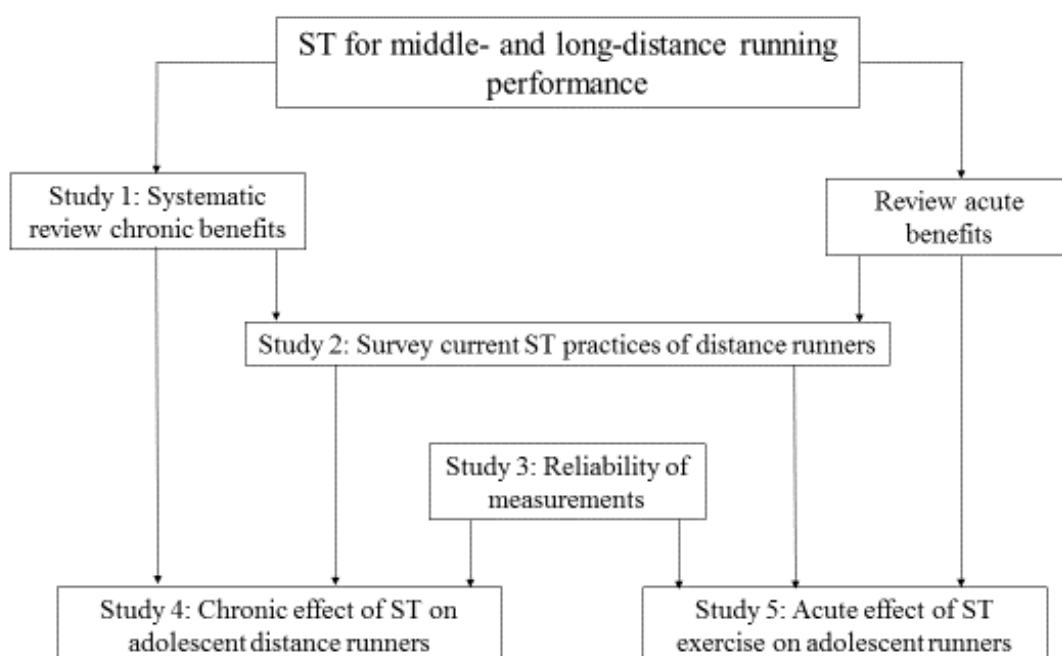 ST for middle- and long-distance running
performance
Study 1: Systematic
review chronic benefits
Review acute
benefits
Study 2: Survey current ST practices of distance runners
Study 3: Reliability of
measurements
Study 4: Chronic effect of ST on
adolescent distance runners
Study 5: Acute effect of ST
exercise on adolescent runners